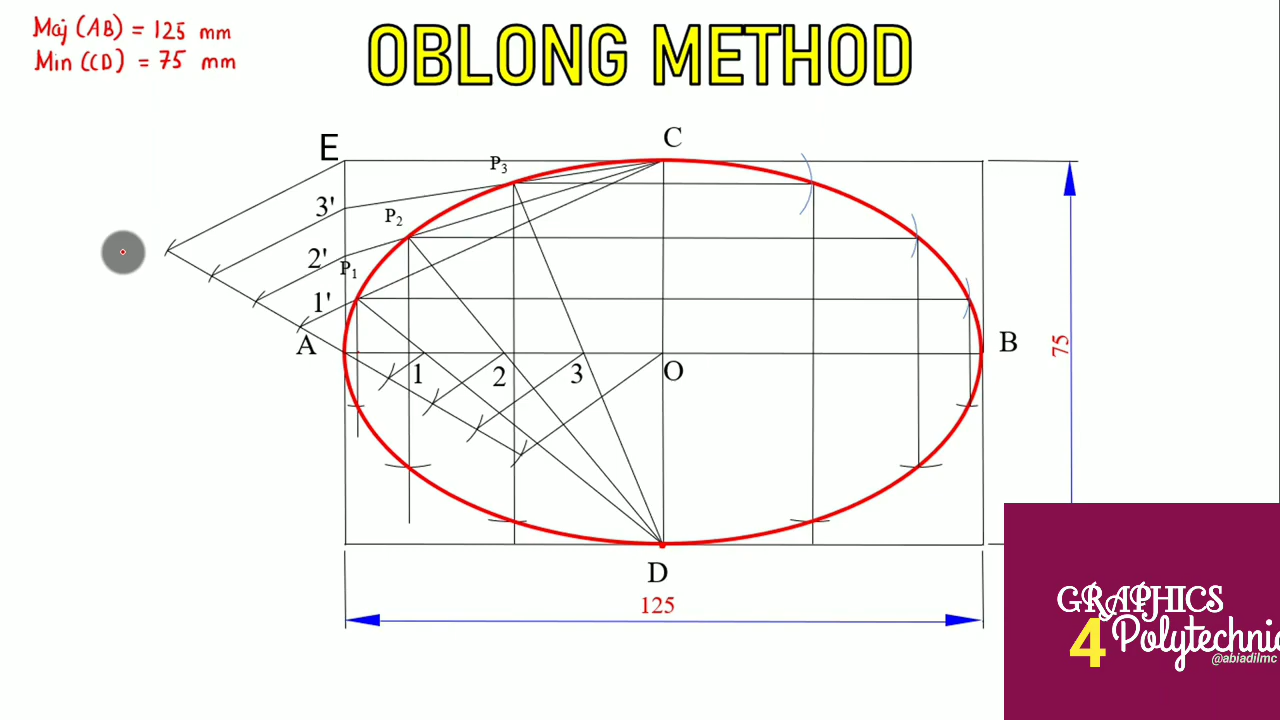 Maj (AB) = 125 mm
Min (CD) = 75 mm
OBLONG METHOD
C
E
P3
3'
P2
2'
P1
1'
A
B
75
1
2
3
O
D
125
GRAPHICS
4 Polytechnic
@abiadilmc